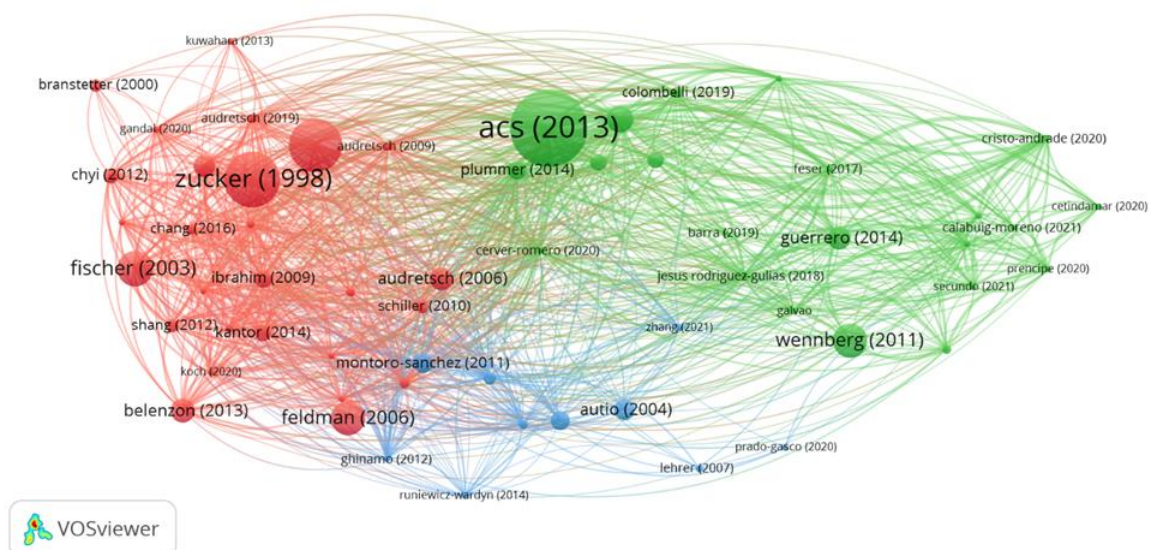 kuwahara (2013)
branstetter (2000)
colombelli (2019)
gandal (2020)
audretsch (2019)
acs (2013)
cristo-andrade (2020)
audretsch (2009)
chyi (2012)
zucker (1998)
plummer (2014)
feser (2017)
cetindamar (2020)
chang (2016)
barra (2019)
guerrero (2014)
calabuig-moreno (2021)
cerver-romero (2020)
fischer (2003)
ibrahim (2009)
audretsch (2006)
jesus rodriguez-gulias (2018)
prencipe (2020)
secundo (2021)
schiller (2010)
galvao
shang (2012)
kantor (2014)
zhang (2021)
wennberg (2011)
montoro-sanchez (2011)
koch (2020)
belenzon (2013)
feldman (2006)
autio (2004)
prado-gasco (2020)
ghinamo (2012)
lehrer (2007)
runiewicz-wardyn (2014)
VOSviewer